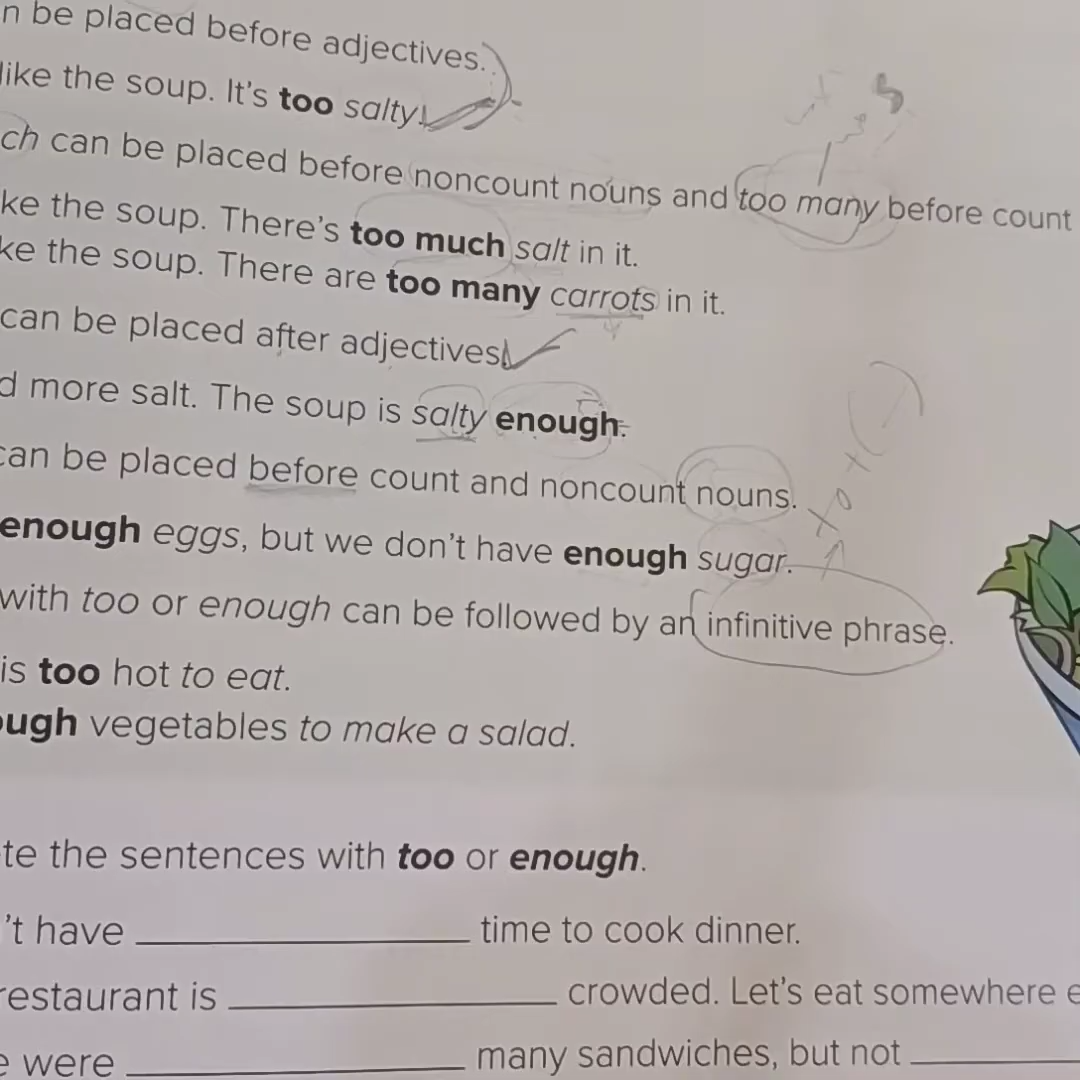 n be placed before adjectives.
like the soup. It's too salty!
ch can be placed before noncount nouns and too many before count
ke the soup. There's too much salt in it.
ke the soup. There are too many carrots in it.
can be placed after adjectives.
d more salt. The soup is salty enough.
can be placed before count and noncount nouns.
enough eggs, but we don't have enough sugar.
with too or enough can be followed by an infinitive phrase.
is too hot to eat.
ough vegetables to make a salad.
te the sentences with too or enough.
't have ____ time to cook dinner.
restaurant is ____ crowded. Let's eat somewhere e
e were ____ many sandwiches, but not ____